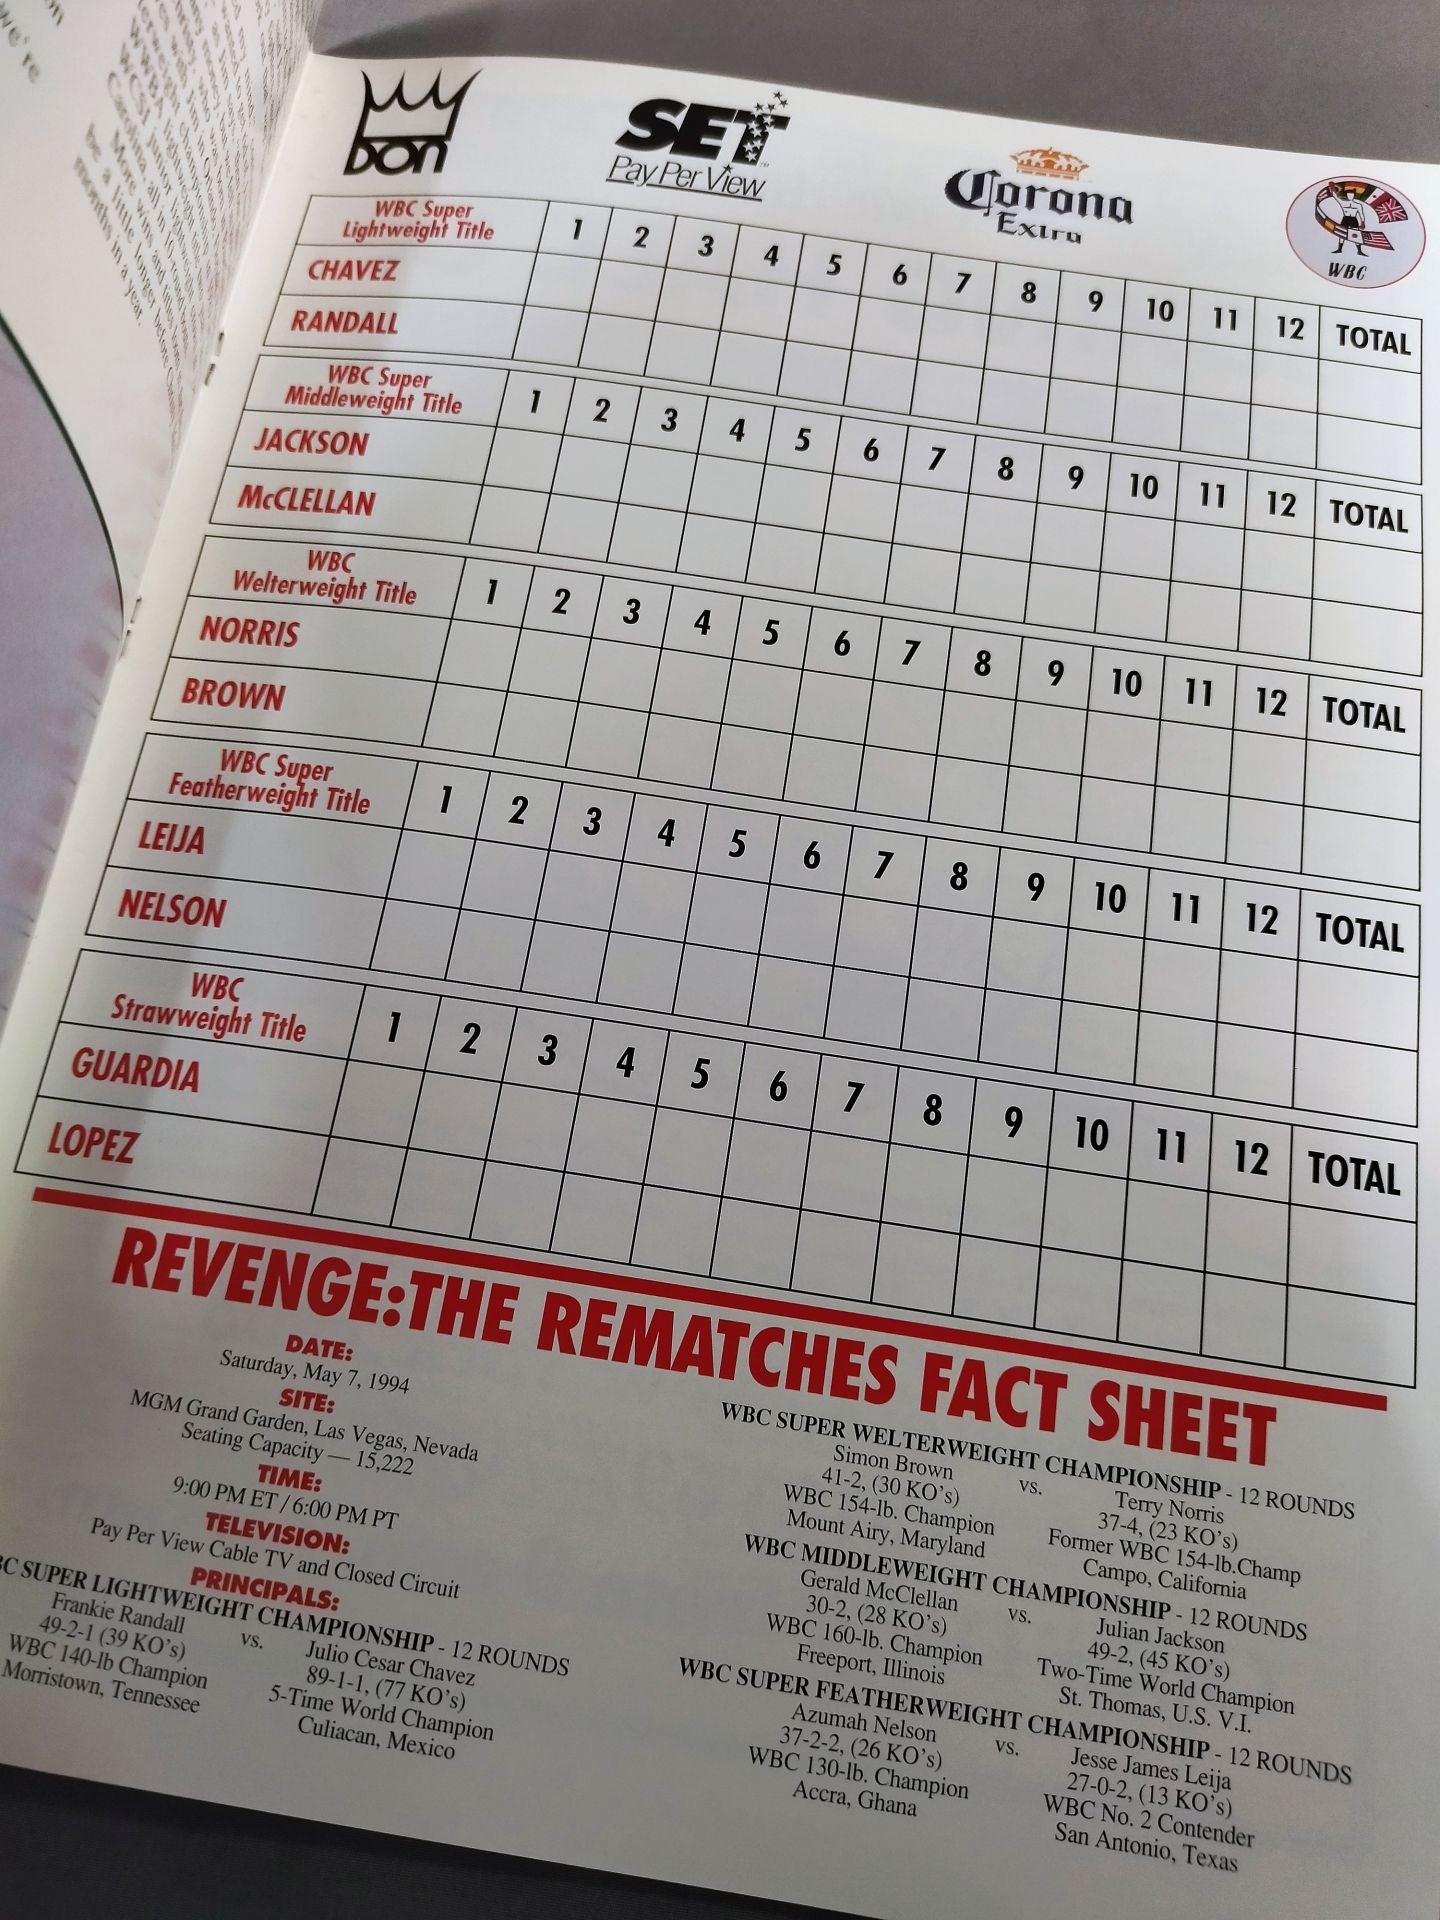 we're
be a little longer
months in a year
DON
SET
Pay Per View
Corona
Extra
WBC
WBC Super
Lightweight Title 1 2 3 4 5 6 7 8 9 10 11 12 TOTAL
CHAVEZ
RANDALL
WBC Super
Middleweight Title 1 2 3 4 5 6 7 8 9 10 11 12 TOTAL
JACKSON
McCLELLAN
WBC
Welterweight Title 1 2 3 4 5 6 7 8 9 10 11 12 TOTAL
NORRIS
BROWN
WBC Super
Featherweight Title 1 2 3 4 5 6 7 8 9 10 11 12 TOTAL
LEIJA
NELSON
WBC
Strawweight Title 1 2 3 4 5 6 7 8 9 10 11 12 TOTAL
GUARDIA
LOPEZ
REVENGE:THE REMATCHES FACT SHEET
DATE:
Saturday, May 7, 1994
SITE:
MGM Grand Garden, Las Vegas, Nevada
Seating Capacity — 15,222
TIME:
9:00 PM ET / 6:00 PM PT
TELEVISION:
Pay Per View Cable TV and Closed Circuit
PRINCIPALS:
BC SUPER LIGHTWEIGHT CHAMPIONSHIP - 12 ROUNDS
Frankie Randall vs. Julio Cesar Chavez
49-2-1 (39 KO's) 89-1-1, (77 KO's)
WBC 140-lb Champion 5-Time World Champion
Morristown, Tennessee Culiacan, Mexico
WBC SUPER WELTERWEIGHT CHAMPIONSHIP - 12 ROUNDS
Simon Brown vs. Terry Norris
41-2, (30 KO's) 37-4, (23 KO's)
WBC 154-lb. Champion Former WBC 154-lb.Champ
Mount Airy, Maryland Campo, California
WBC MIDDLEWEIGHT CHAMPIONSHIP - 12 ROUNDS
Gerald McClellan vs. Julian Jackson
30-2, (28 KO's) 49-2, (45 KO's)
WBC 160-lb. Champion Two-Time World Champion
Freeport, Illinois St. Thomas, U.S. V.I.
WBC SUPER FEATHERWEIGHT CHAMPIONSHIP - 12 ROUNDS
Azumah Nelson vs. Jesse James Leija
37-2-2, (26 KO's) 27-0-2, (13 KO's)
WBC 130-lb. Champion WBC No. 2 Contender
Accra, Ghana San Antonio, Texas